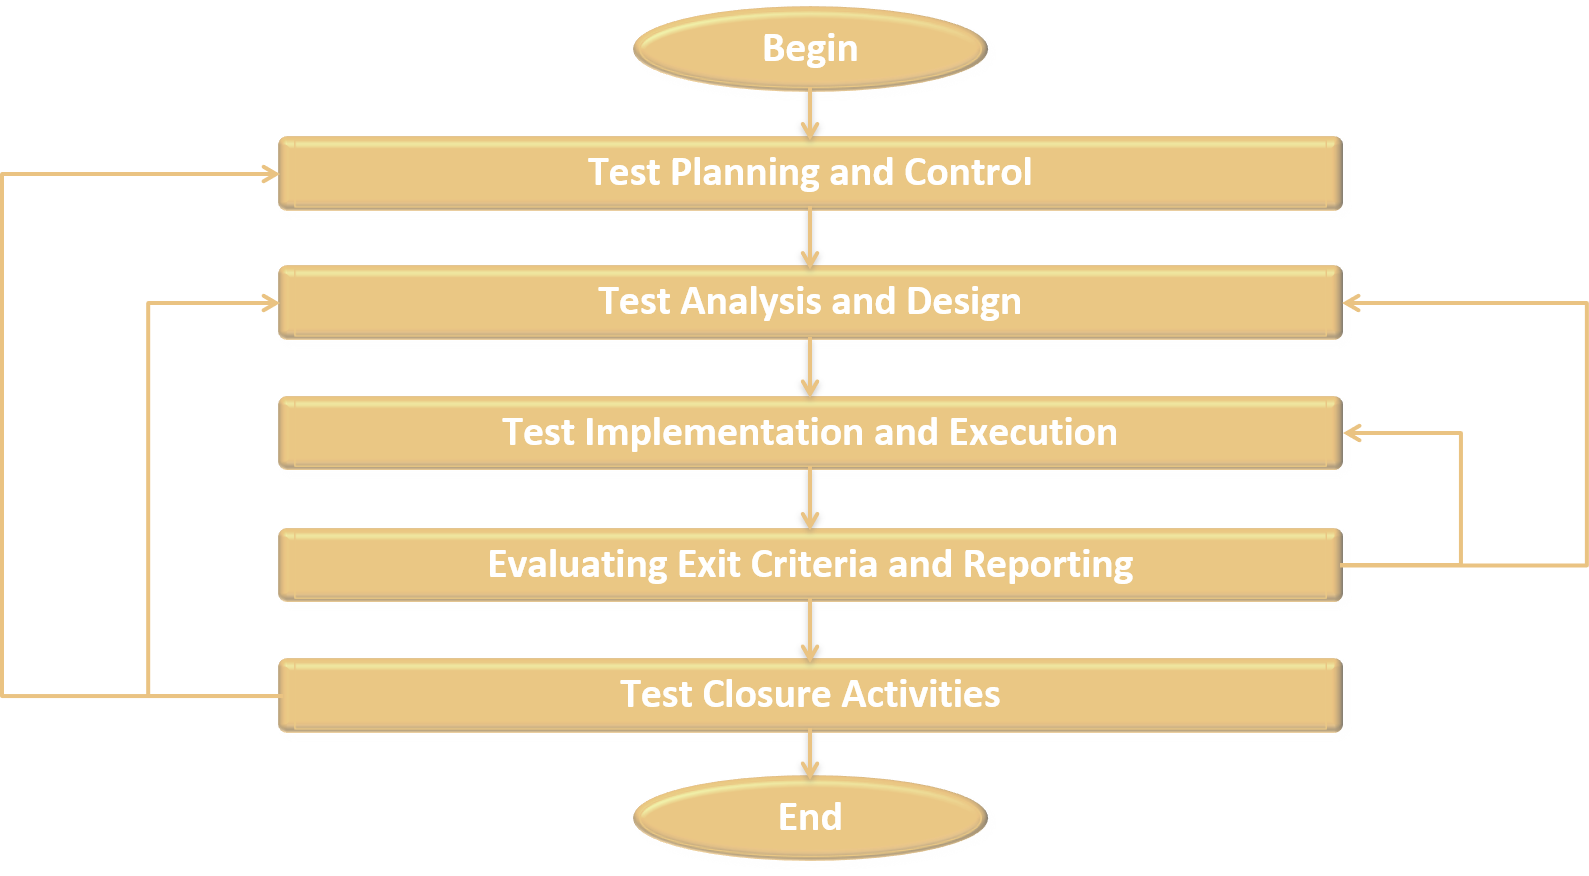 Begin
Test Planning and Control
Test Analysis and Design
Test Implementation and Execution
Evaluating Exit Criteria and Reporting
Test Closure Activities
End